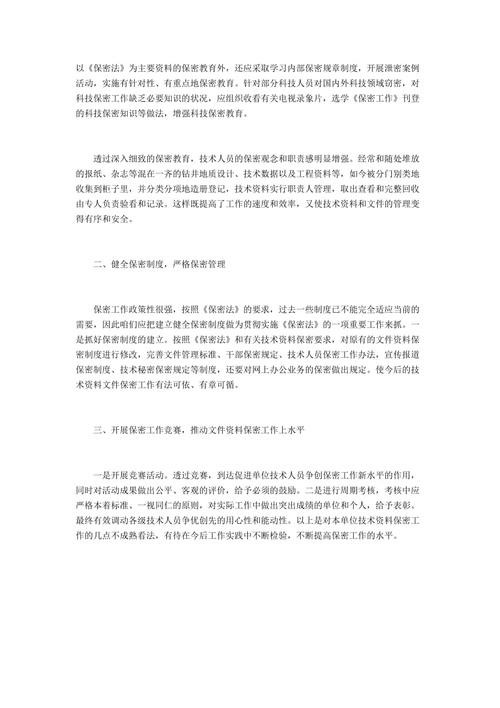 以《保密法》为主要资料的保密教育外，还应采取学习内部保密规章制度，开展泄密案例
活动，实施有针对性、有重点地保密教育。针对部分科技人员对国内外科技领域窃密，对
科技保密工作缺乏必要知识的状况，应组织收看有关电视录象片，选学《保密工作》刊登
的科技保密知识等做法，增强科技保密教育。
透过深入细致的保密教育，技术人员的保密观念和职责感明显增强。经常和随处堆放
的报纸、杂志等混在一齐的钻井地质设计、技术数据以及工程资料等，如今被分门别类地
收集到柜子里，并分类分项地造册登记，技术资料实行职责人管理，取出查看和完整回收
由专人负责验看和记录。这样既提高了工作的速度和效率，又使技术资料和文件的管理变
得有序和安全。
二、健全保密制度，严格保密管理
保密工作政策性很强，按照《保密法》的要求，过去一些制度已不能完全适应当前的
需要，因此咱们应把建立健全保密制度做为贯彻实施《保密法》的一项重要工作来抓。一
是抓好保密制度的建立。按照《保密法》和有关技术资料保密要求，对原有的文件资料保
密制度进行修改，完善文件管理标准、干部保密规定、技术人员保密工作办法，宣传报道
保密制度、技术秘密保密规定等制度，还要对网上办公业务的保密做出规定。使今后的技
术资料文件保密工作有法可依、有章可循。
三、开展保密工作竞赛，推动文件资料保密工作上水平
一是开展竞赛活动。透过竞赛，到达促进单位技术人员争创保密工作新水平的作用，
同时对活动成果做出公平、客观的评价，给予必须的鼓励。二是进行周期考核，考核中应
严格本着标准、一视同仁的原则，对实际工作中做出突出成绩的单位和个人，给予表彰。
最终有效调动各级技术人员争优创先的用心性和能动性。以上是对本单位技术资料保密工
作的几点不成熟看法，有待在今后工作实践中不断检验，不断提高保密工作的水平。